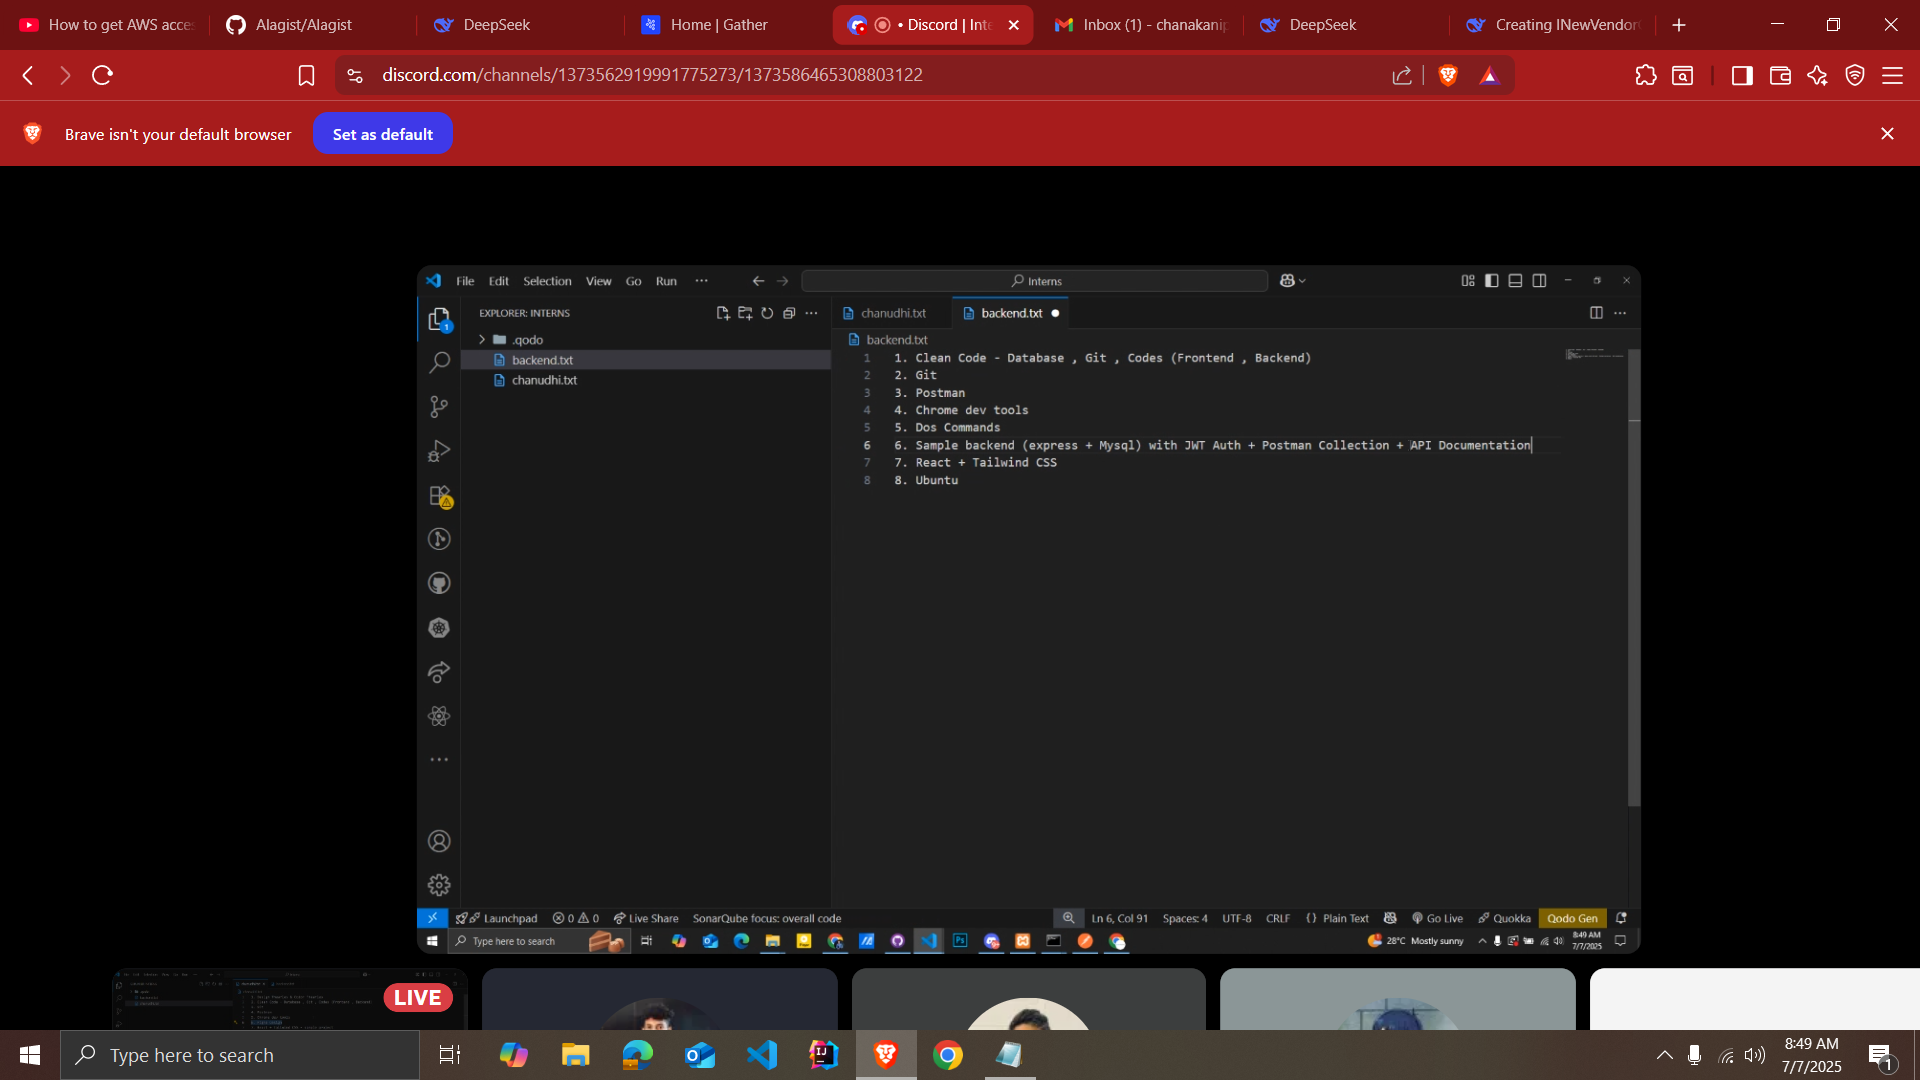 How to get AWS acces
Alagist/Alagist
DeepSeek
Home | Gather
• Discord | Inte
Inbox (1) - chanakanip
DeepSeek
Creating INewVendor
discord.com/channels/1373562919991775273/1373586465308803122
Brave isn't your default browser
Set as default
File Edit Selection View Go Run ···
Interns
EXPLORER: INTERNS
chanudhi.txt
backend.txt
.qodo
backend.txt
backend.txt
chanudhi.txt
1 1. Clean Code - Database , Git , Codes (Frontend , Backend)
2 2. Git
3 3. Postman
4 4. Chrome dev tools
5 5. Dos Commands
6 6. Sample backend (express + Mysql) with JWT Auth + Postman Collection + API Documentation
7 7. React + Tailwind CSS
8 8. Ubuntu
1
Launchpad 0 0 Live Share SonarQube focus: overall code
Ln 6, Col 91 Spaces: 4 UTF-8 CRLF {} Plain Text Go Live Quokka Qodo Gen
Type here to search
Ps
28°C Mostly sunny
8:49 AM
7/7/2025
LIVE
Type here to search
IJ
8:49 AM
7/7/2025
1